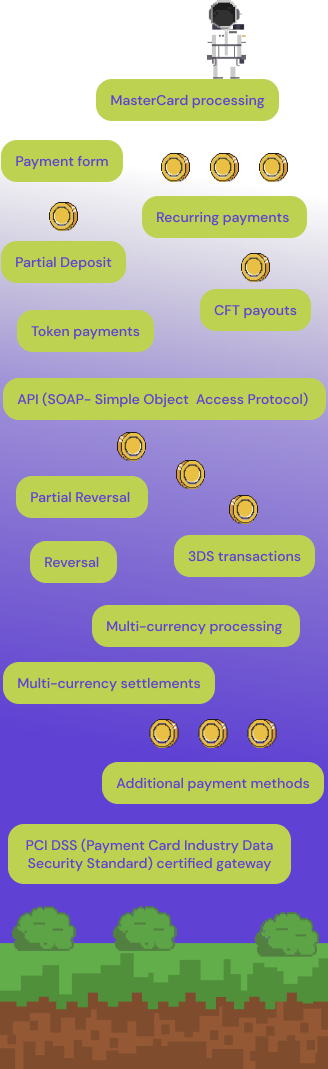 MasterCard processing
Payment form
Recurring payments
Partial Deposit
CFT payouts
Token payments
API (SOAP- Simple Object  Access Protocol)
Partial Reversal
3DS transactions
Reversal
Multi-currency processing
Multi-currency settlements
Additional payment methods
PCI DSS (Payment Card Industry Data
Security Standard) certified gateway